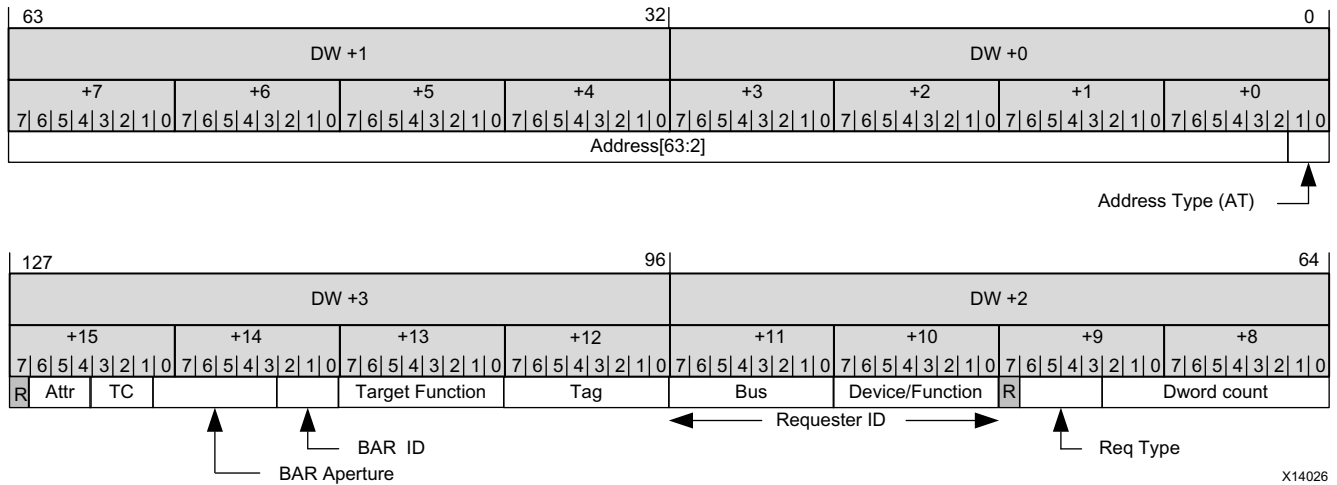 63 32 0
DW +1 DW +0
+7 +6 +5 +4 +3 +2 +1 +0
7 6 5 4 3 2 1 0 7 6 5 4 3 2 1 0 7 6 5 4 3 2 1 0 7 6 5 4 3 2 1 0 7 6 5 4 3 2 1 0 7 6 5 4 3 2 1 0 7 6 5 4 3 2 1 0 7 6 5 4 3 2 1 0
Address[63:2]
Address Type (AT)
127 96 64
DW +3 DW +2
+15 +14 +13 +12 +11 +10 +9 +8
7 6 5 4 3 2 1 0 7 6 5 4 3 2 1 0 7 6 5 4 3 2 1 0 7 6 5 4 3 2 1 0 7 6 5 4 3 2 1 0 7 6 5 4 3 2 1 0 7 6 5 4 3 2 1 0 7 6 5 4 3 2 1 0
R Attr TC Target Function Tag Bus Device/Function R Dword count
Requester ID
BAR ID Req Type
BAR Aperture
X14026